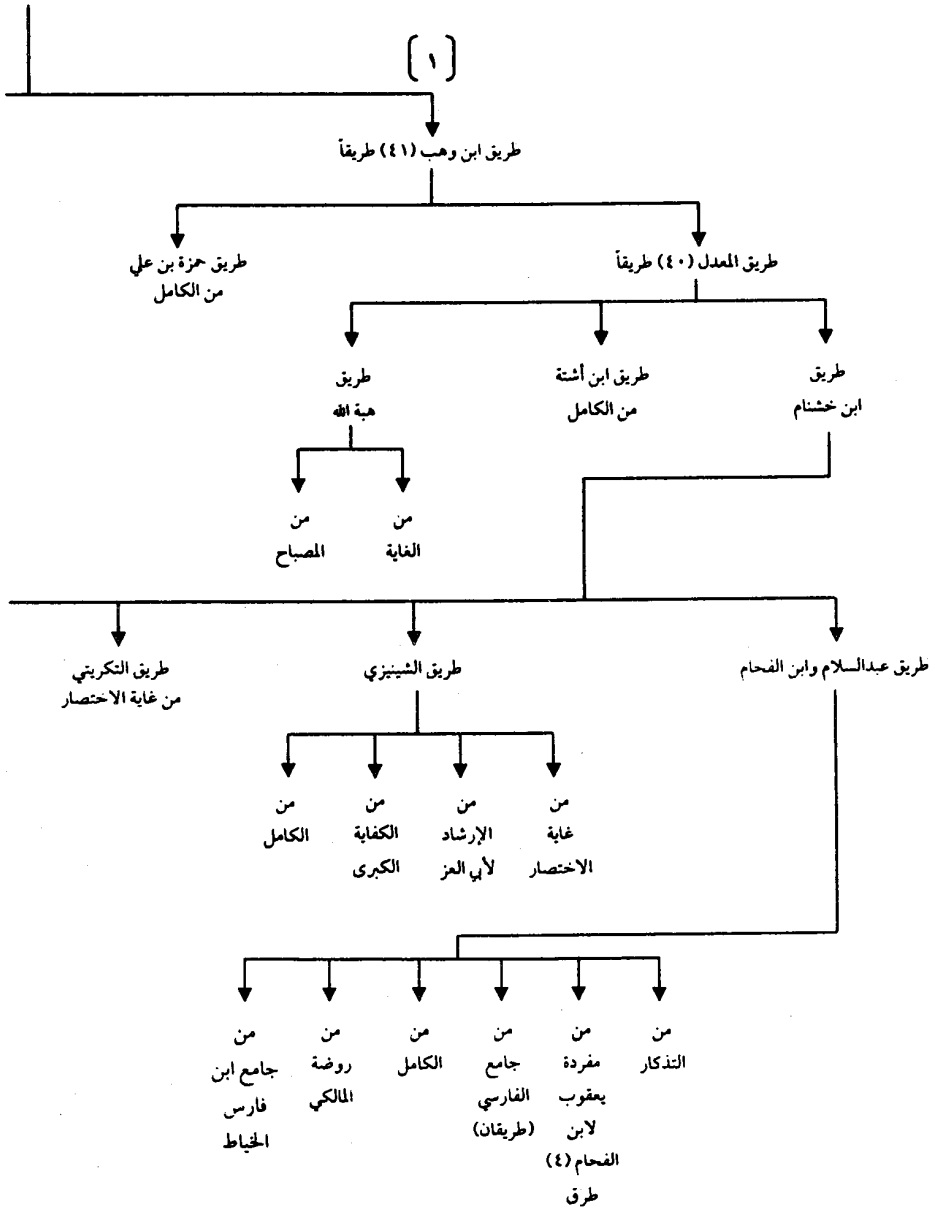 [ ١ ]
طريق ابن وهب (٤١) طريقاً
طريق المعدل (٤٠) طريقاً
طريق حمزة بن علي
من الكامل
طريق
ابن خشنام
طريق ابن أشتة
من الكامل
طريق
هبة الله
من
الغاية
من
المصباح
طريق عبدالسلام وابن الفحام
طريق الشينيزي
طريق التكريتي
من غاية الاختصار
من
غاية
الاختصار
من
الإرشاد
لأبي العز
من
الكفاية
الكبرى
من
الكامل
من
التذكار
من
مفردة
يعقوب
لابن
الفحام (٤)
طرق
من
جامع
الفارسي
(طريقان)
من
الكامل
من
روضة
المالكي
من
جامع ابن
فارس
الخياط